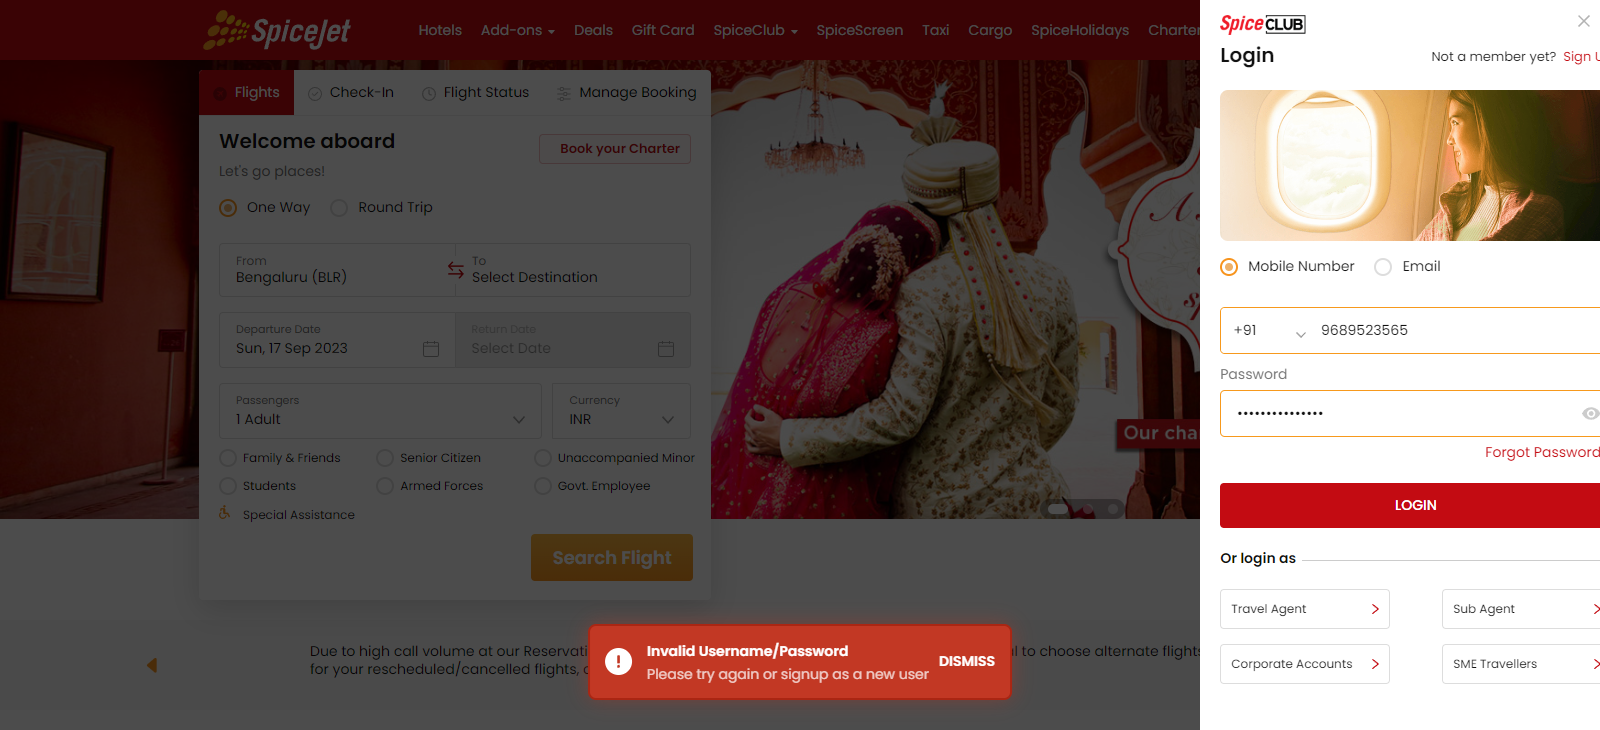 SpiceJet
Hotels Add-ons Deals Gift Card SpiceClub SpiceScreen Taxi Cargo SpiceHolidays Charter
Flights Check-In Flight Status Manage Booking
Welcome aboard
Book your Charter
Let's go places!
One Way Round Trip
From
Bengaluru (BLR)
To
Select Destination
Departure Date
Sun, 17 Sep 2023
Return Date
Select Date
Passengers
1 Adult
Currency
INR
Family & Friends Senior Citizen Unaccompanied Minor
Students Armed Forces Govt. Employee
Special Assistance
Search Flight
Our cha
Due to high call volume at our Reservati
l to choose alternate flights
for your rescheduled/cancelled flights,
Invalid Username/Password
Please try again or signup as a new user
DISMISS
SpiceCLUB
Login
Not a member yet? Sign U
Mobile Number Email
+91 9689523565
Password
•••••••••••••••
Forgot Password
LOGIN
Or login as
Travel Agent Sub Agent
Corporate Accounts SME Travellers